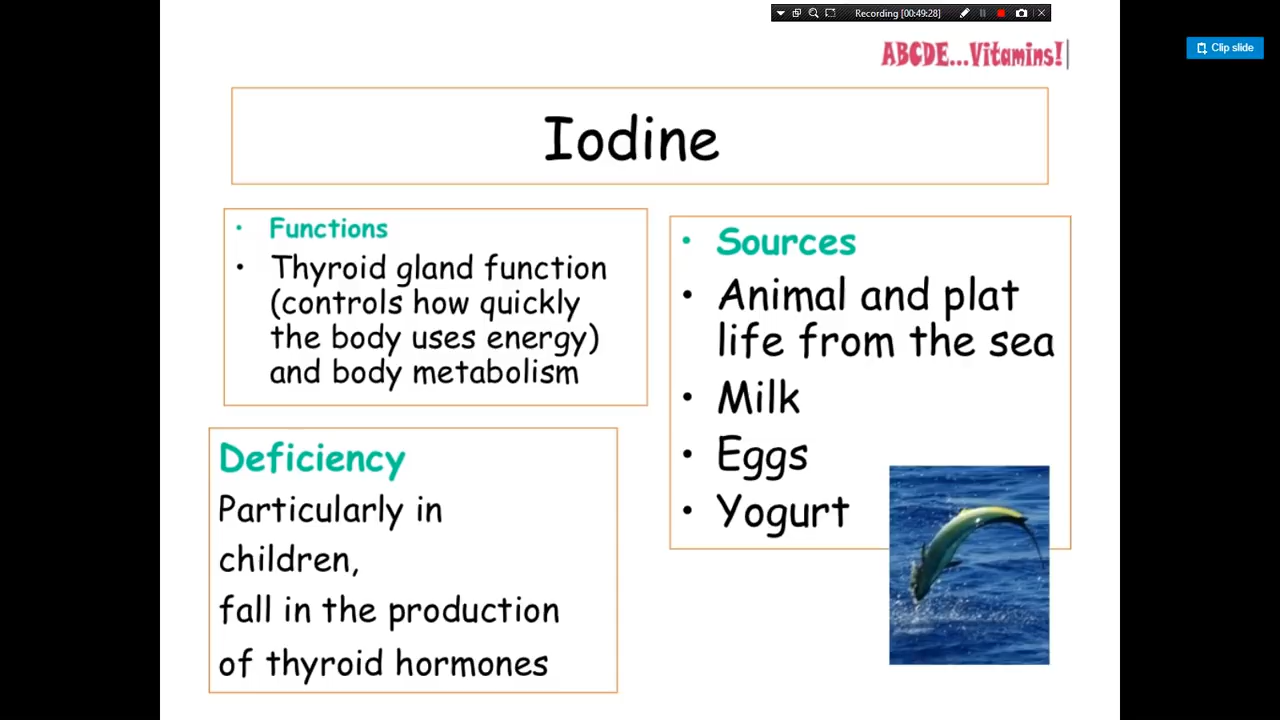 Recording [00:49:28]
ABCDE...Vitamins!
Clip slide
Iodine
• Functions
• Thyroid gland function
(controls how quickly
the body uses energy)
and body metabolism
Deficiency
Particularly in
children,
fall in the production
of thyroid hormones
• Sources
• Animal and plat
life from the sea
• Milk
• Eggs
• Yogurt